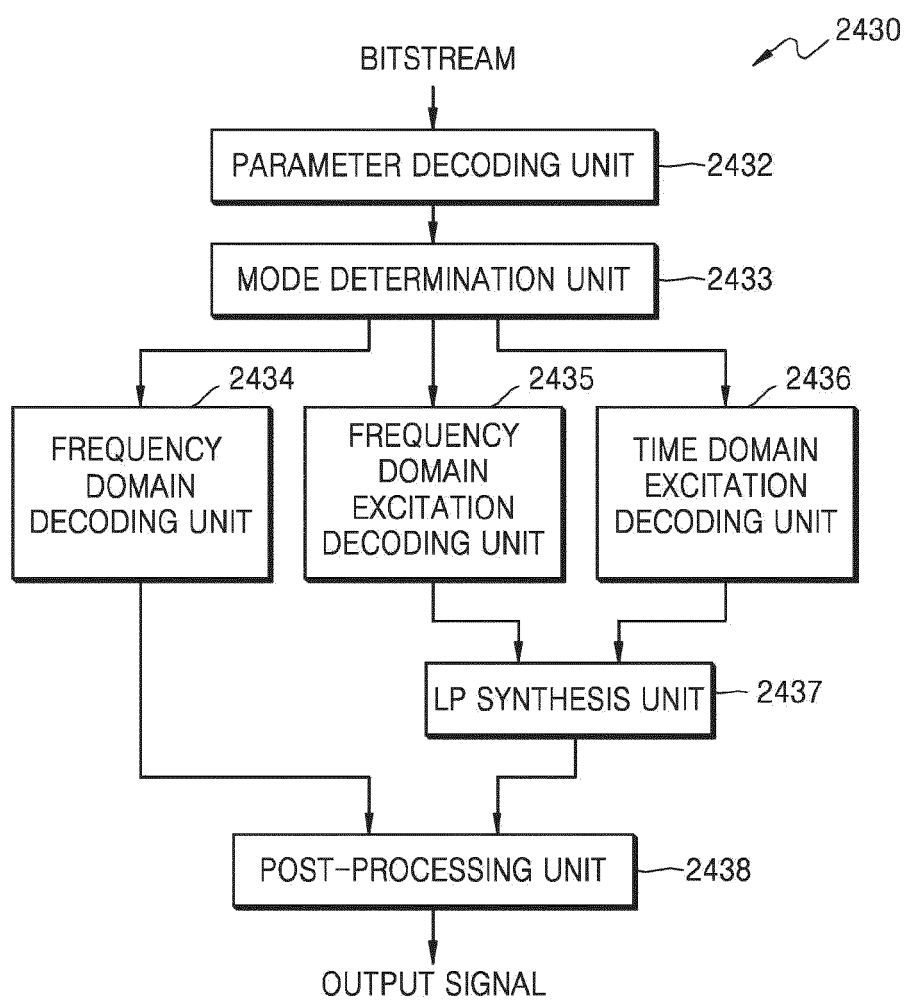 2430
BITSTREAM
PARAMETER DECODING UNIT
2432
MODE DETERMINATION UNIT
2433
2434
2435
2436
FREQUENCY
DOMAIN
DECODING UNIT
FREQUENCY
DOMAIN
EXCITATION
DECODING UNIT
TIME DOMAIN
EXCITATION
DECODING UNIT
LP SYNTHESIS UNIT
2437
POST-PROCESSING UNIT
2438
OUTPUT SIGNAL